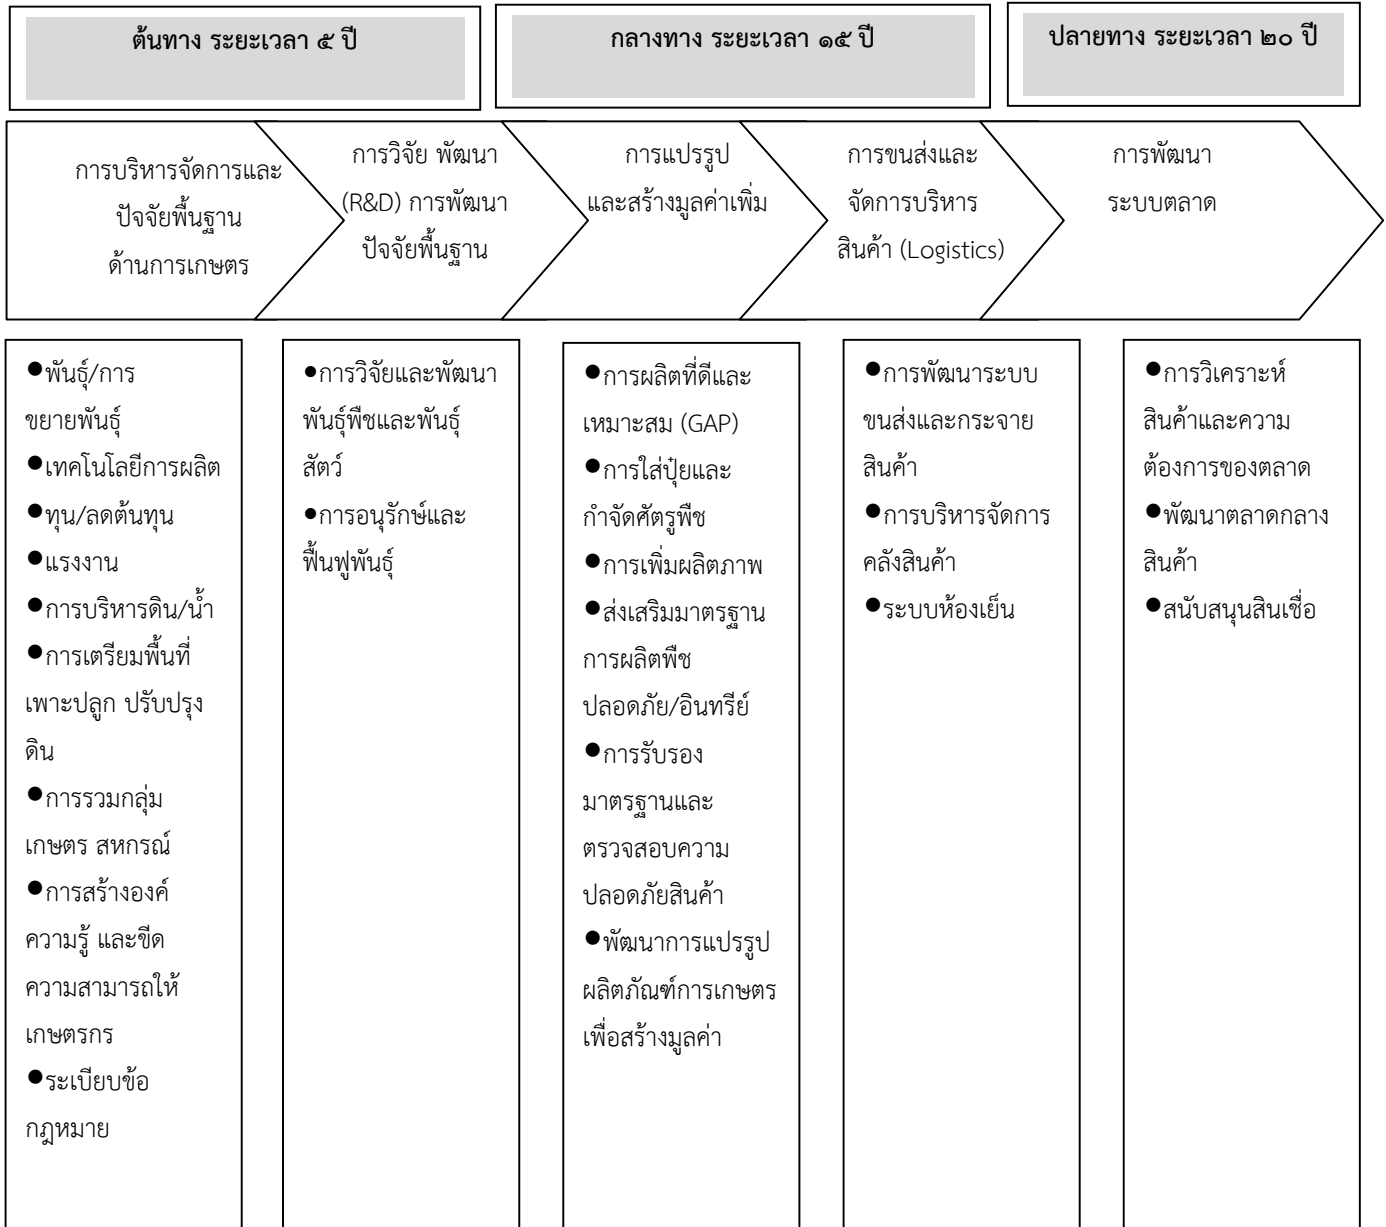 ต้นทาง ระยะเวลา ๕ ปี
กลางทาง ระยะเวลา ๑๕ ปี
ปลายทาง ระยะเวลา ๒๐ ปี
การบริหารจัดการและ
ปัจจัยพื้นฐาน
ด้านการเกษตร
การวิจัย พัฒนา
(R&D) การพัฒนา
ปัจจัยพื้นฐาน
การแปรรูป
และสร้างมูลค่าเพิ่ม
การขนส่งและ
จัดการบริหาร
สินค้า (Logistics)
การพัฒนา
ระบบตลาด
●พันธุ์/การ
ขยายพันธุ์
●เทคโนโลยีการผลิต
●ทุน/ลดต้นทุน
●แรงงาน
●การบริหารดิน/น้ำ
●การเตรียมพื้นที่
เพาะปลูก ปรับปรุง
ดิน
●การรวมกลุ่ม
เกษตร สหกรณ์
●การสร้างองค์
ความรู้ และขีด
ความสามารถให้
เกษตรกร
●ระเบียบข้อ
กฎหมาย
●การวิจัยและพัฒนา
พันธุ์พืชและพันธุ์
สัตว์
●การอนุรักษ์และ
ฟื้นฟูพันธุ์
●การผลิตที่ดีและ
เหมาะสม (GAP)
●การใส่ปุ๋ยและ
กำจัดศัตรูพืช
●การเพิ่มผลิตภาพ
●ส่งเสริมมาตรฐาน
การผลิตพืช
ปลอดภัย/อินทรีย์
●การรับรอง
มาตรฐานและ
ตรวจสอบความ
ปลอดภัยสินค้า
●พัฒนาการแปรรูป
ผลิตภัณฑ์การเกษตร
เพื่อสร้างมูลค่า
●การพัฒนาระบบ
ขนส่งและกระจาย
สินค้า
●การบริหารจัดการ
คลังสินค้า
●ระบบห้องเย็น
●การวิเคราะห์
สินค้าและความ
ต้องการของตลาด
●พัฒนาตลาดกลาง
สินค้า
●สนับสนุนสินเชื่อ